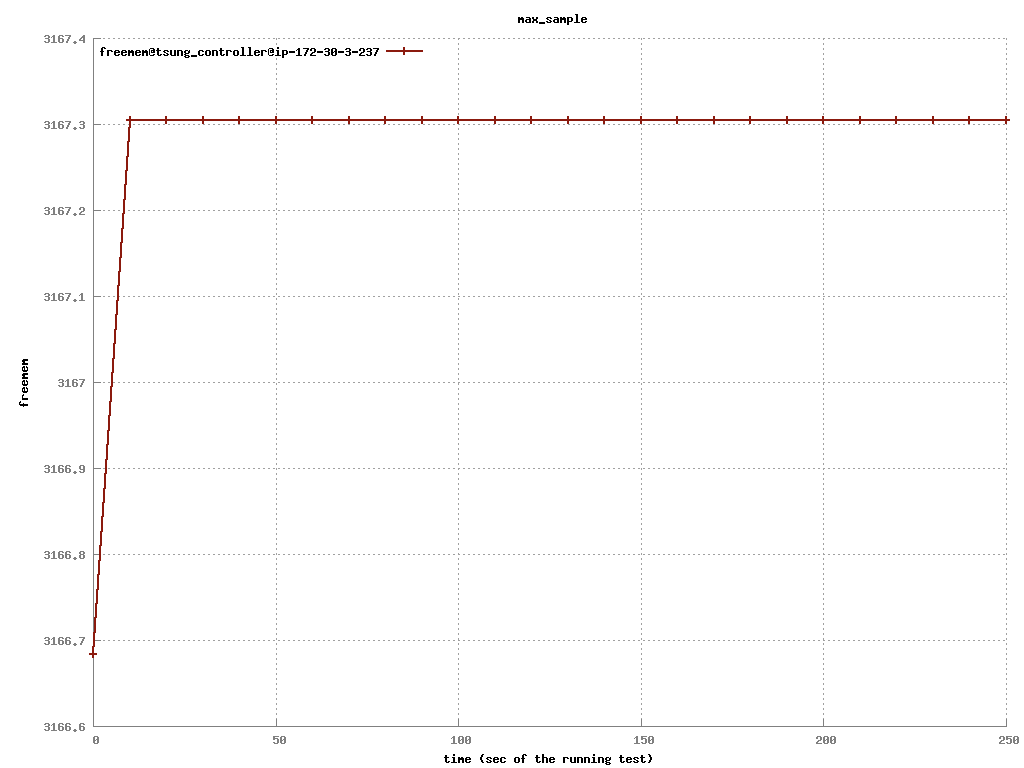 max_sample
3167.4
freemem@tsung_controller@ip-172-30-3-237
3167.3
3167.2
3167.1
3167
3166.9
3166.8
3166.7
3166.6
freemem
0 50 100 150 200 250
time (sec of the running test)